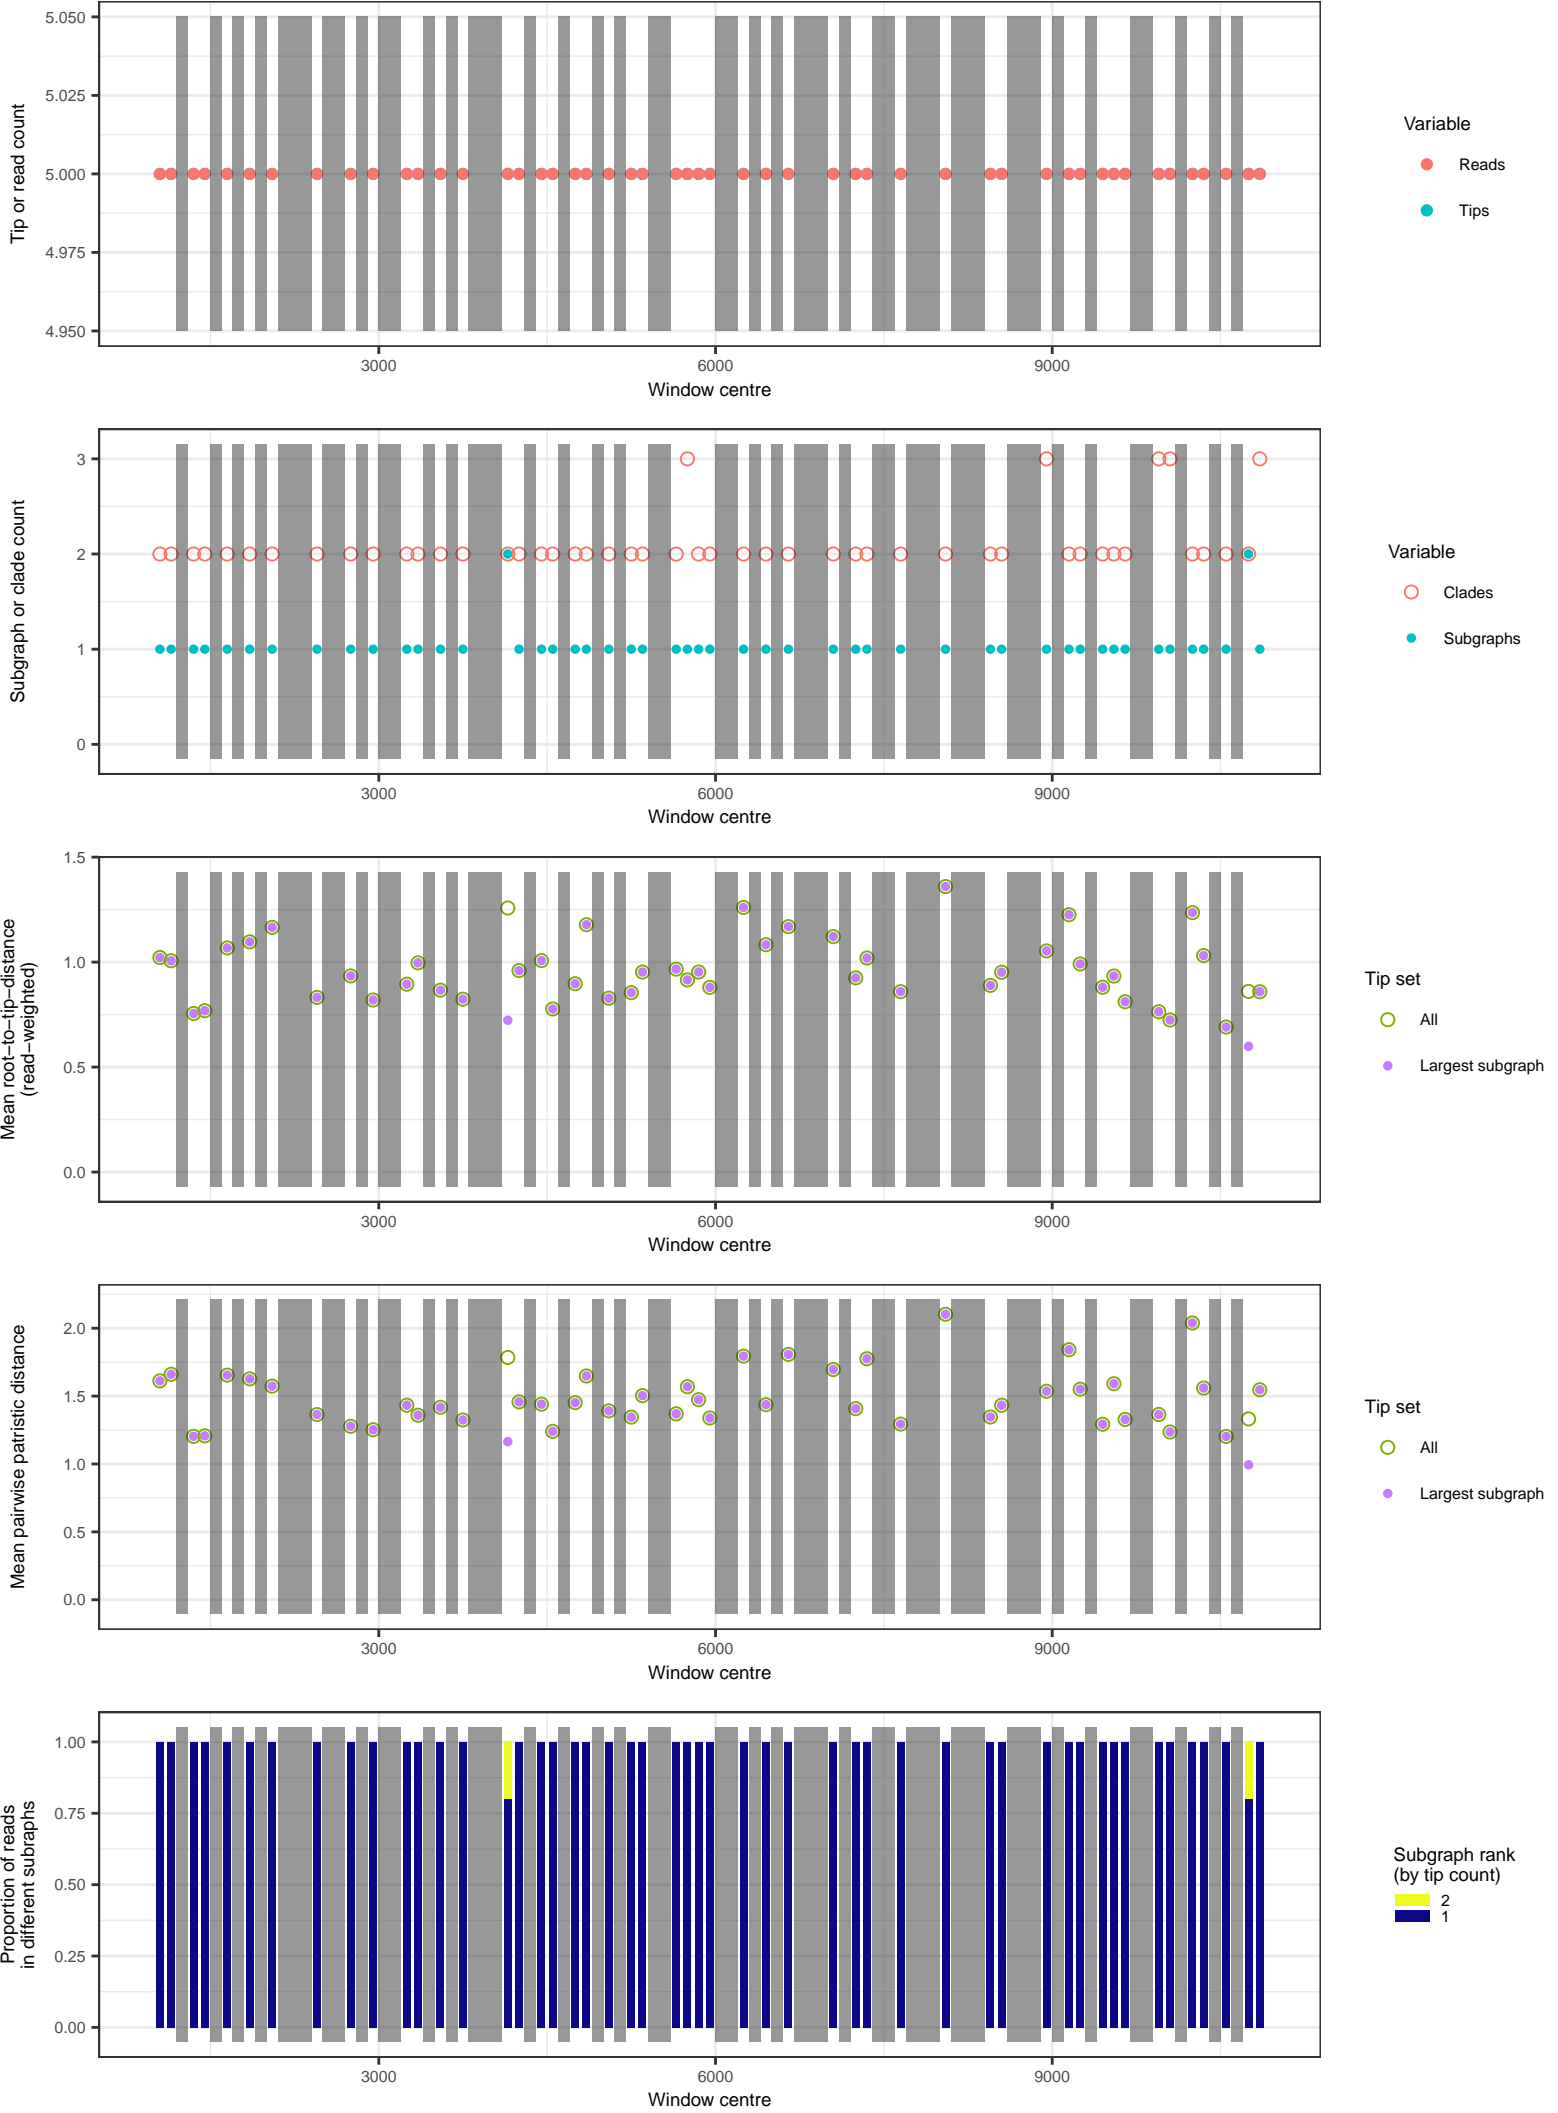 5.050
5.025
5.000
4.975
4.950
Tip or read count
3000
6000
9000
Window centre
Variable
Reads
Tips
3
2
1
0
Subgraph or clade count
3000
6000
9000
Window centre
Variable
Clades
Subgraphs
1.5
1.0
0.5
0.0
Mean root−to−tip−distance
(read−weighted)
3000
6000
9000
Window centre
Tip set
All
Largest subgraph
2.0
1.5
1.0
0.5
0.0
Mean pairwise patristic distance
3000
6000
9000
Window centre
Tip set
All
Largest subgraph
1.00
0.75
0.50
0.25
0.00
Proportion of reads
in different subraphs
3000
6000
9000
Window centre
Subgraph rank
(by tip count)
2
1